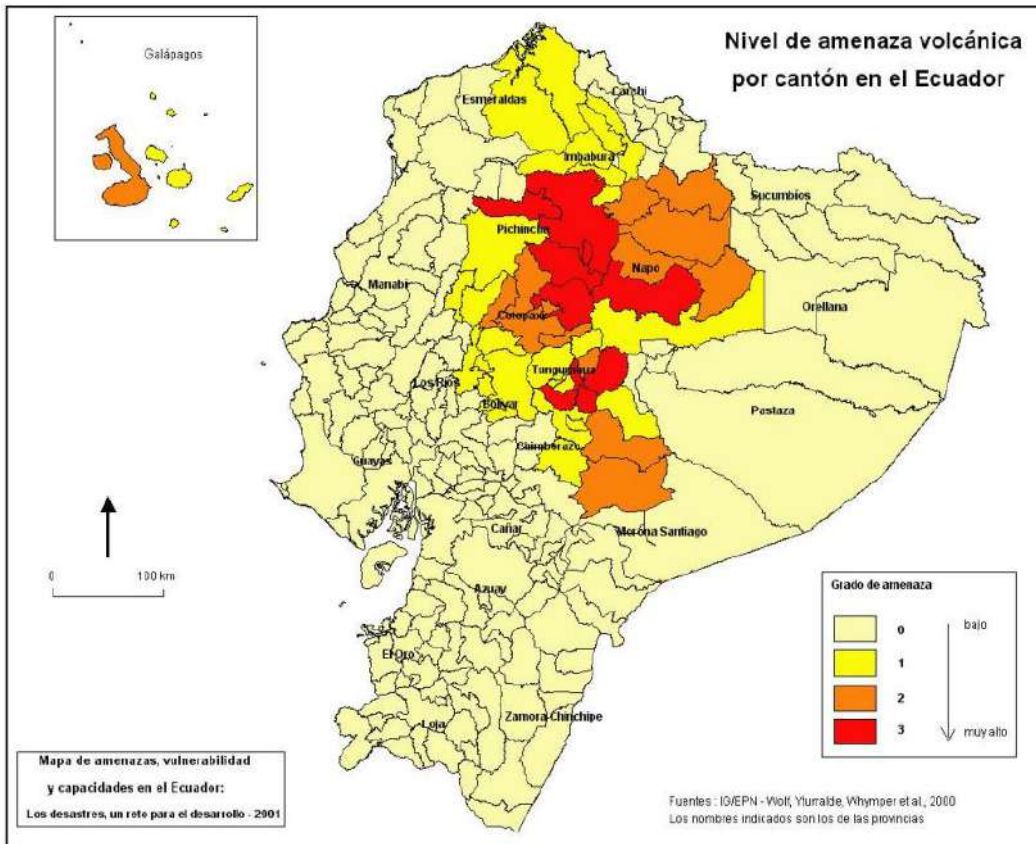 Nivel de amenaza volcánica
por cantón en el Ecuador
Galápagos
Esmeraldas
Carchi
Imbabura
Sucumbíos
Pichincha
Napo
Manabí
Orellana
Cotopaxi
Tungurahua
Los Ríos
Bolívar
Pastaza
Chimborazo
Guayas
Cañar
Morona Santiago
Azuay
El Oro
Loja
Zamora-Chinchipe
0
100 km
Grado de amenaza
0
bajo
1
2
3
muy alto
Mapa de amenazas, vulnerabilidad
y capacidades en el Ecuador:
Los desastres, un reto para el desarrollo - 2001
Fuentes : IG/EPN - Wolf, Yturralde, Whymper et al., 2000
Los nombres indicados son los de las provincias